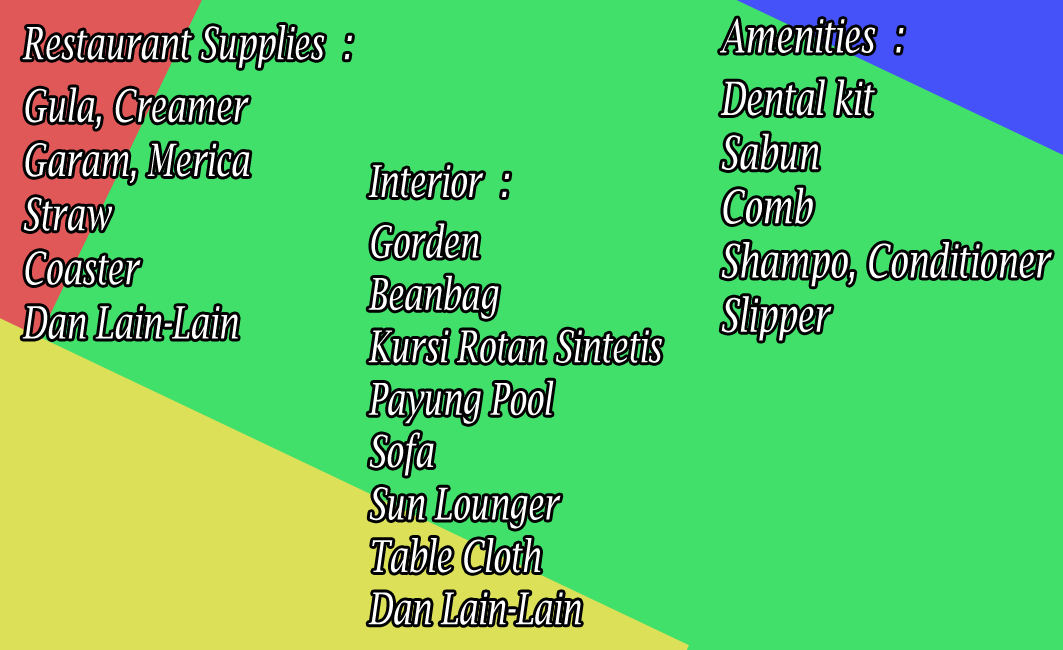 Restaurant Supplies :
Gula, Creamer
Garam, Merica
Straw
Coaster
Dan Lain-Lain
Interior :
Gorden
Beanbag
Kursi Rotan Sintetis
Payung Pool
Sofa
Sun Lounger
Table Cloth
Dan Lain-Lain
Amenities :
Dental kit
Sabun
Comb
Shampo, Conditioner
Slipper